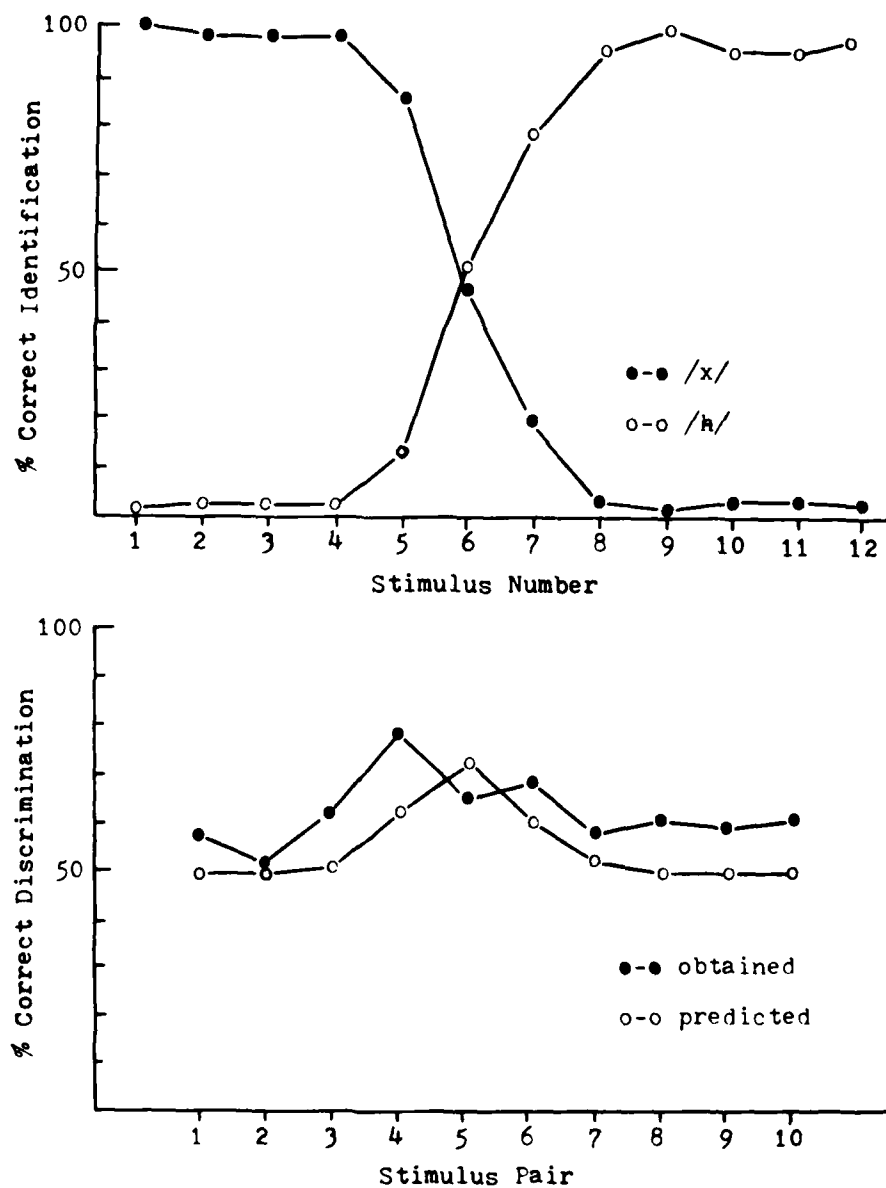 100
% Correct Identification
50
●-● /x/
o-o /ħ/
1 2 3 4 5 6 7 8 9 10 11 12
Stimulus Number
100
% Correct Discrimination
50
●-● obtained
o-o predicted
1 2 3 4 5 6 7 8 9 10
Stimulus Pair